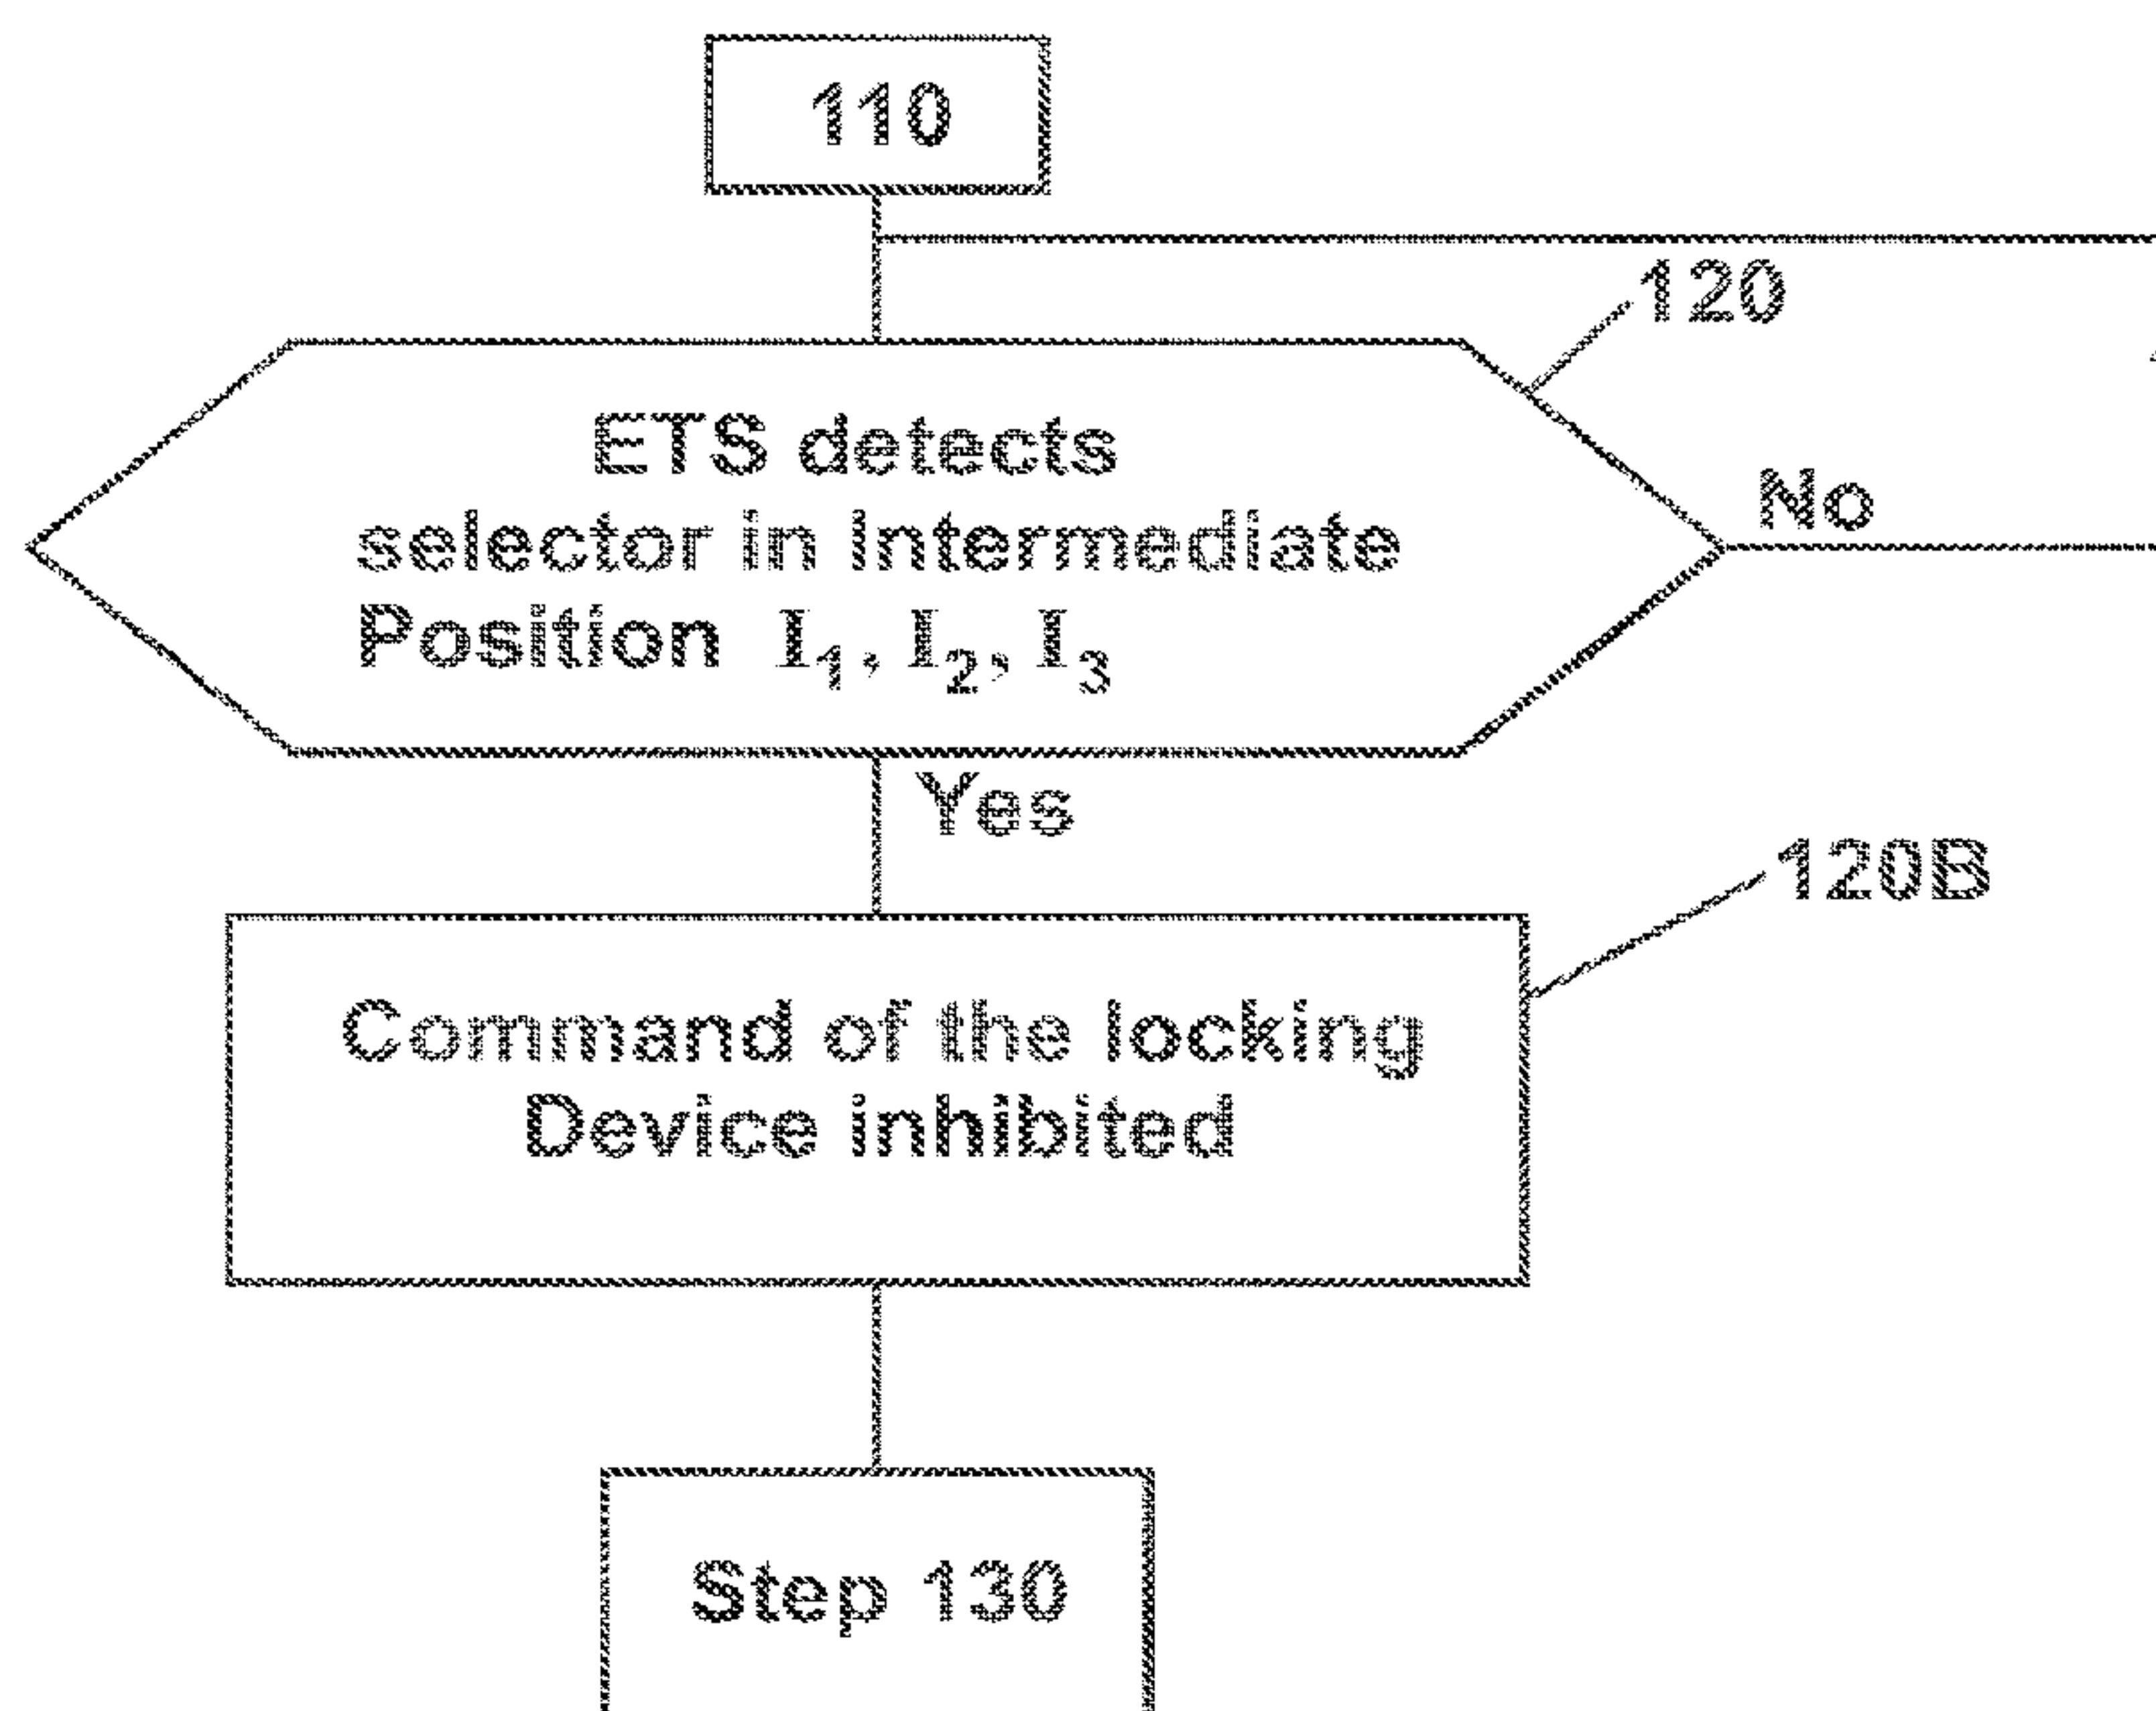 110
120
ETS detects
selector in intermediate
Position I₁, I₂, I₃
No
Yes
120B
Command of the locking
Device inhibited
Step 130